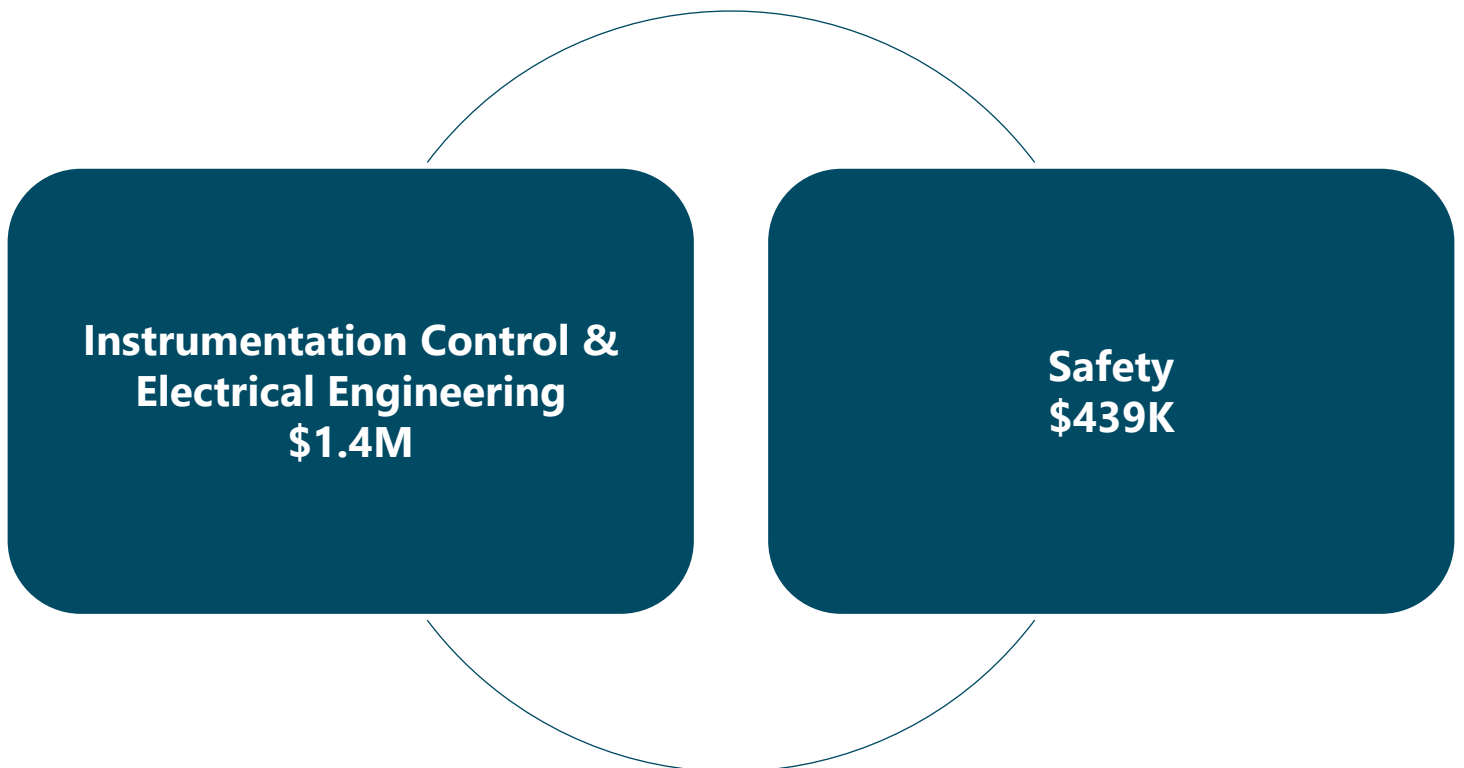 Instrumentation Control &
Electrical Engineering
$1.4M
Safety
$439K